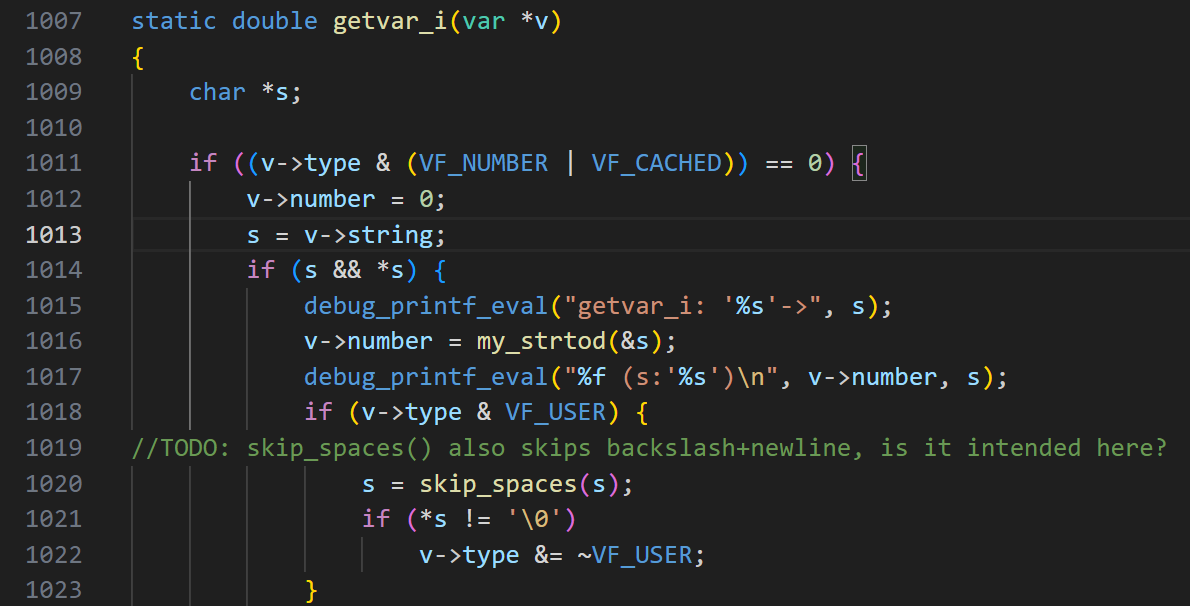 1007 static double getvar_i(var *v)
1008 {
1009     char *s;
1010
1011     if ((v->type & (VF_NUMBER | VF_CACHED)) == 0) {
1012         v->number = 0;
1013         s = v->string;
1014         if (s && *s) {
1015             debug_printf_eval("getvar_i: '%s'->", s);
1016             v->number = my_strtod(&s);
1017             debug_printf_eval("%f (s:'%s')\n", v->number, s);
1018             if (v->type & VF_USER) {
1019 //TODO: skip_spaces() also skips backslash+newline, is it intended here?
1020                 s = skip_spaces(s);
1021                 if (*s != '\0')
1022                     v->type &= ~VF_USER;
1023             }